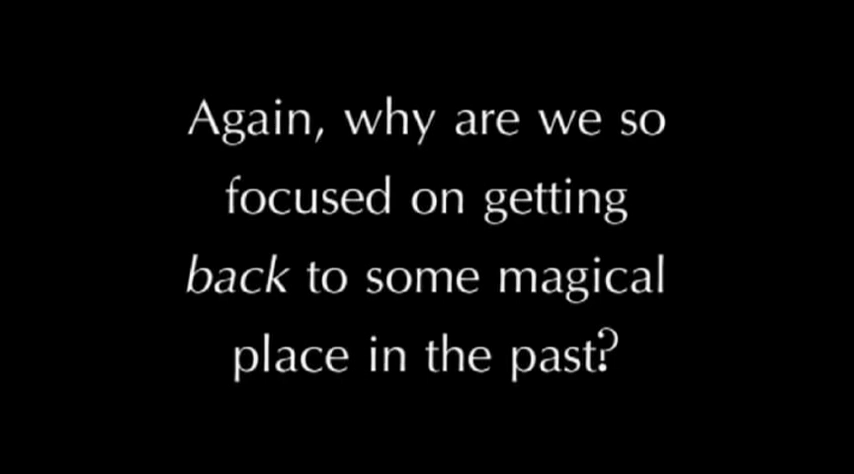 Again, why are we so
focused on getting
back to some magical
place in the past?